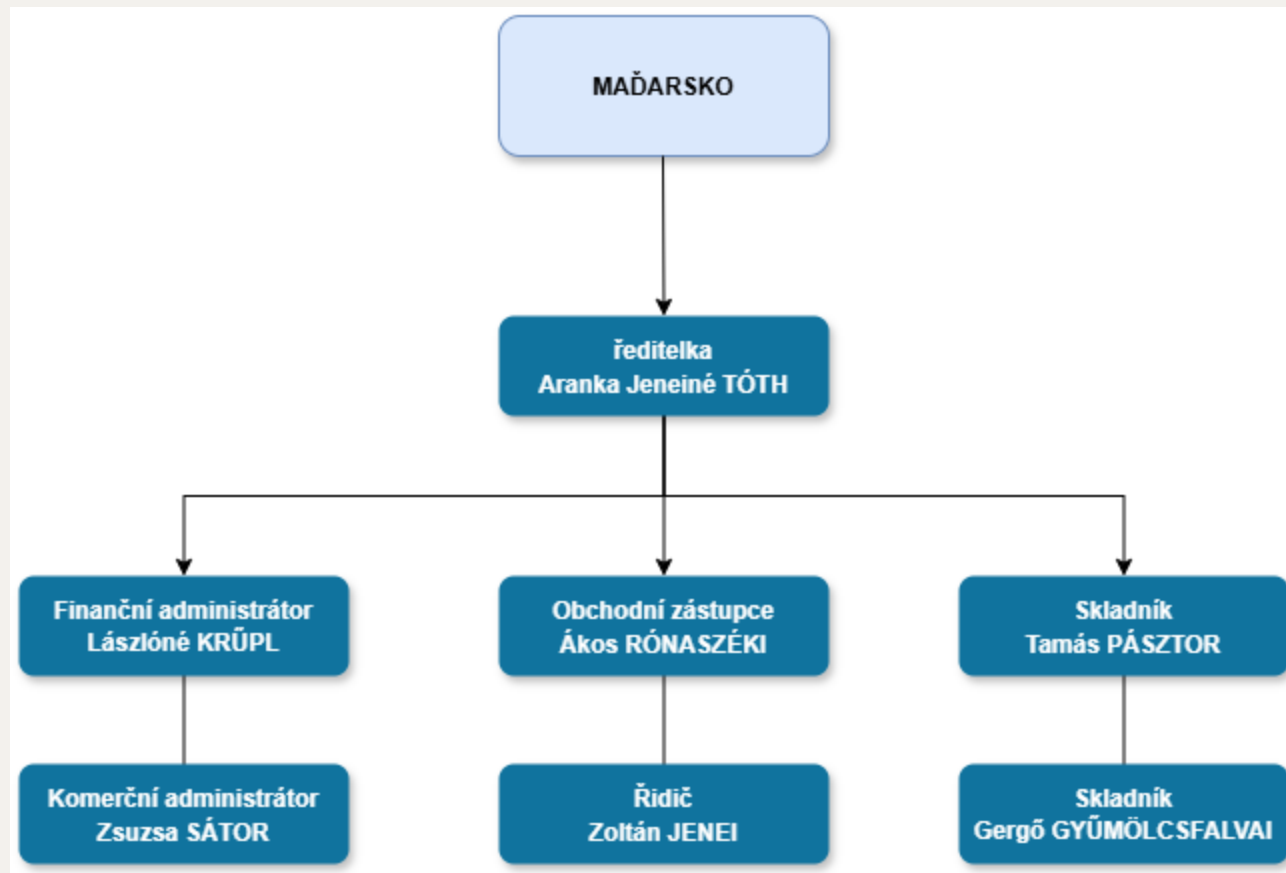 MAĎARSKO
ředitelka
Aranka Jeneiné TÓTH
Finanční administrátor
Lászlóné KRŰPL
Obchodní zástupce
Ákos RÓNASZÉKI
Skladník
Tamás PÁSZTOR
Komerční administrátor
Zsuzsa SÁTOR
Řidič
Zoltán JENEI
Skladník
Gergő GYŰMÖLCSFALVAI